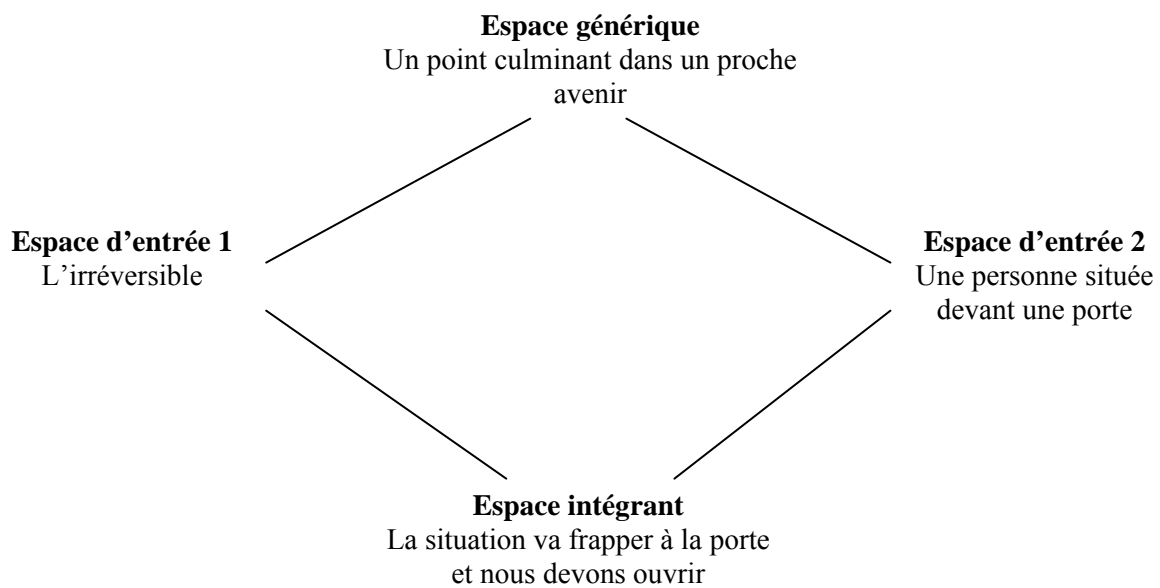 Espace générique
Un point culminant dans un proche
avenir
Espace d’entrée 1
L’irréversible
Espace d’entrée 2
Une personne située
devant une porte
Espace intégrant
La situation va frapper à la porte
et nous devons ouvrir